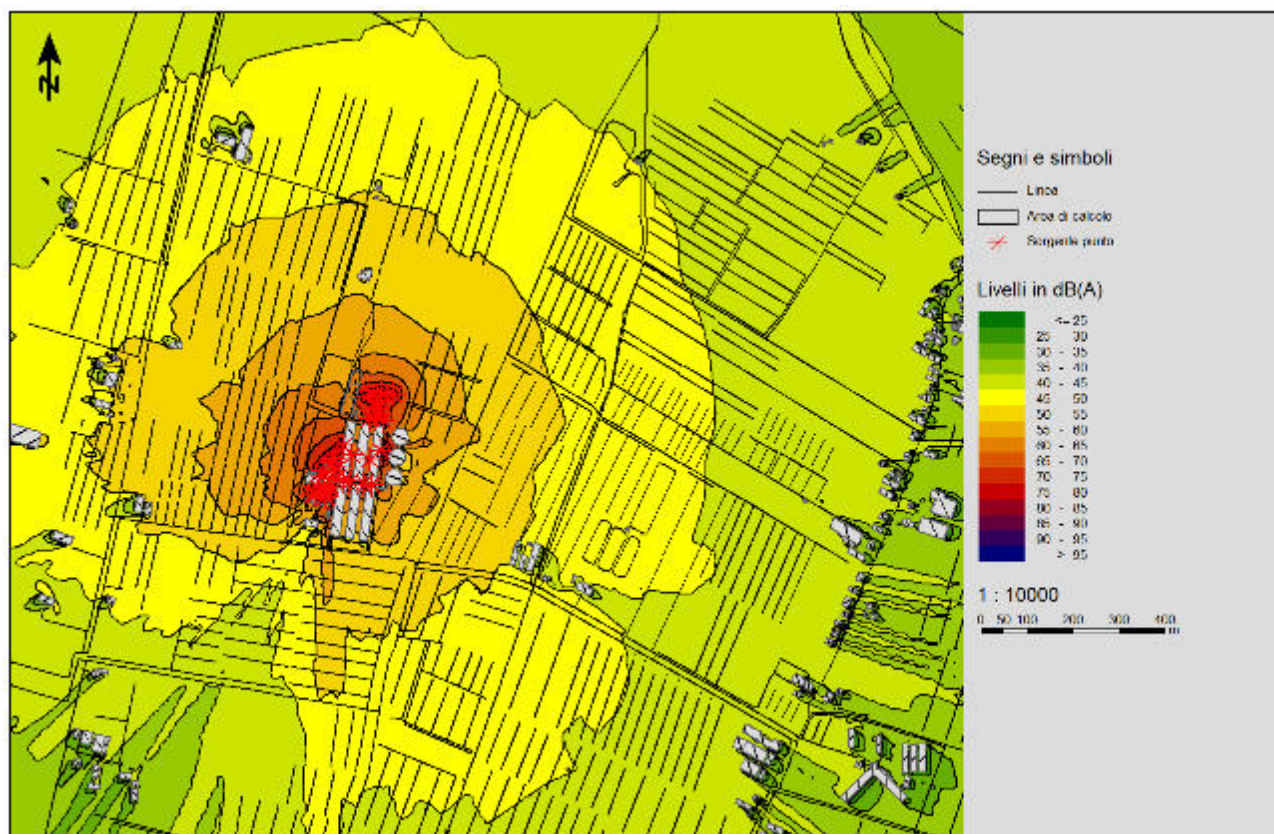 N
Segni e simboli
Linea
Area di calcolo
Sorgente punto
Livelli in dB(A)
<= 25
25 - 30
30 - 35
35 - 40
40 - 45
45 - 50
50 - 55
55 - 60
60 - 65
65 - 70
70 - 75
75 - 80
80 - 85
85 - 90
90 - 95
> 95
1 : 10000
0 50 100 200 300 400
m